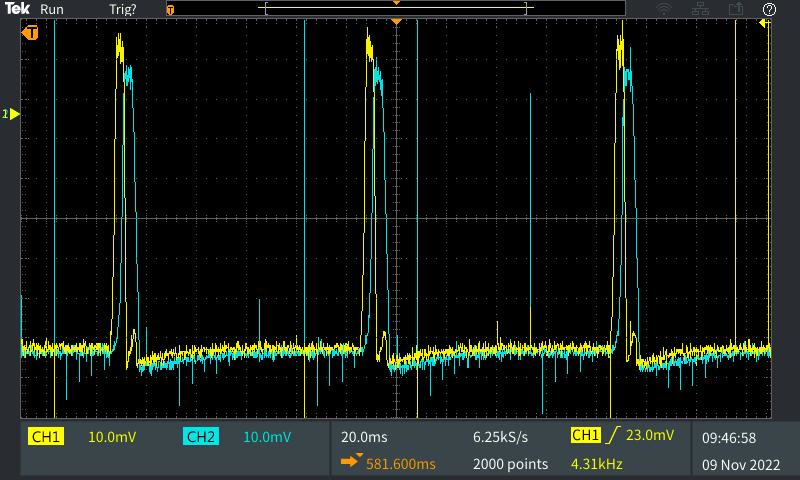 Tek Run Trig?
T
T
1
CH1 10.0mV CH2 10.0mV 20.0ms 6.25kS/s CH1 23.0mV 09:46:58
581.600ms 2000 points 4.31kHz 09 Nov 2022